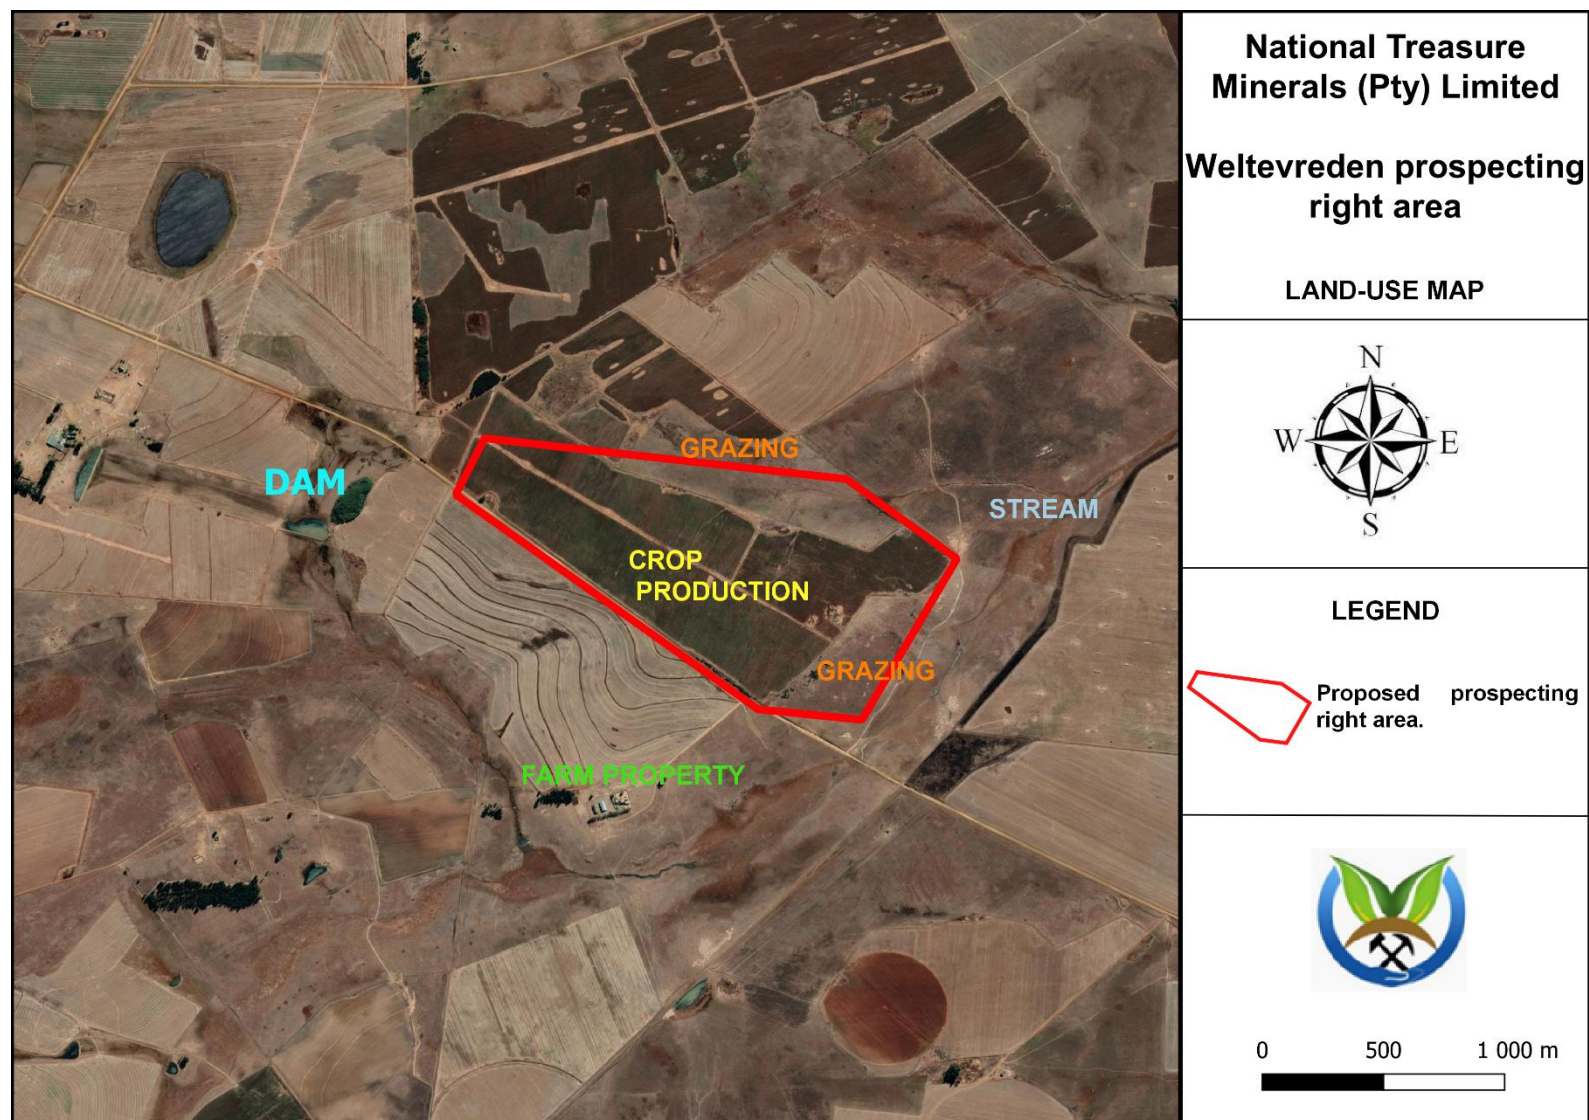 National Treasure
Minerals (Pty) Limited
Weltevreden prospecting
right area
LAND-USE MAP
N
W E
S
LEGEND
Proposed prospecting
right area.
0 500 1 000 m
GRAZING
DAM
STREAM
CROP
PRODUCTION
GRAZING
FARM PROPERTY